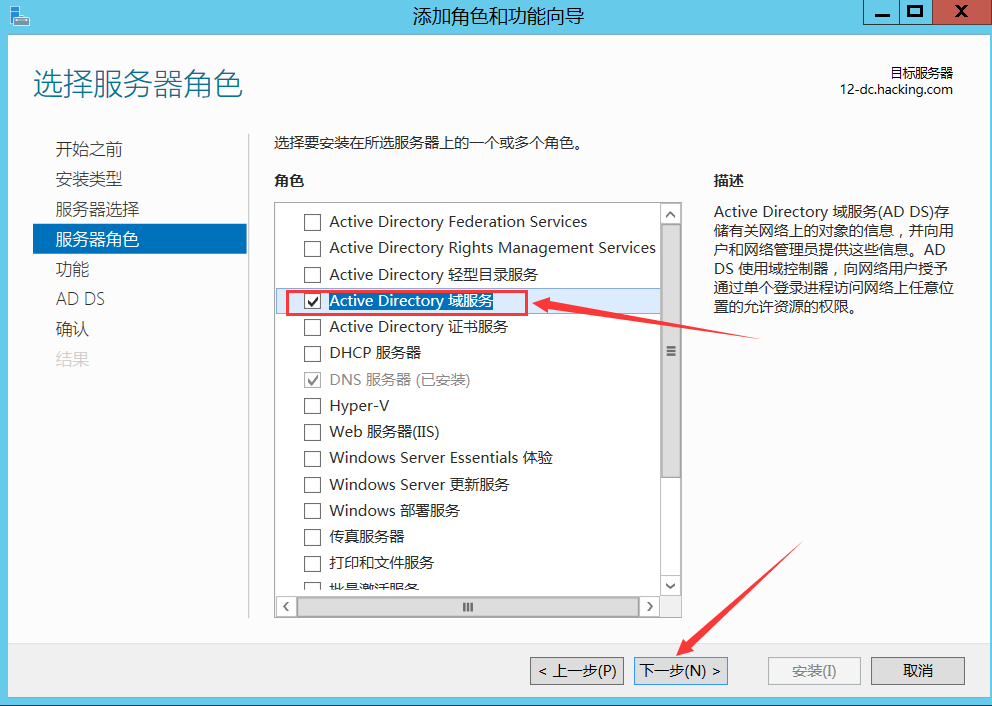 添加角色和功能向导
选择服务器角色
目标服务器
12-dc.hacking.com
开始之前
安装类型
服务器选择
服务器角色
功能
AD DS
确认
结果
选择要安装在所选服务器上的一个或多个角色。
角色
Active Directory Federation Services
Active Directory Rights Management Services
Active Directory 轻型目录服务
Active Directory 域服务
Active Directory 证书服务
DHCP 服务器
DNS 服务器 (已安装)
Hyper-V
Web 服务器(IIS)
Windows Server Essentials 体验
Windows Server 更新服务
Windows 部署服务
传真服务器
打印和文件服务
批量激活服务
描述
Active Directory 域服务(AD DS)存
储有关网络上的对象的信息，并向用
户和网络管理员提供这些信息。AD
DS 使用域控制器，向网络用户授予
通过单个登录进程访问网络上任意位
置的允许资源的权限。
< 上一步(P)
下一步(N) >
安装(I)
取消